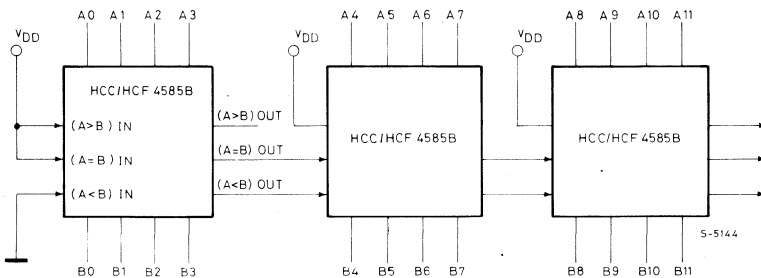 A0 A1 A2 A3
A4 A5 A6 A7
A8 A9 A10 A11
VDD
VDD
VDD
HCC/HCF 4585B
(A>B) IN
(A=B) IN
(A<B) IN
(A>B) OUT
(A=B) OUT
(A<B) OUT
HCC/HCF 4585B
HCC/HCF 4585B
S-5144
B0 B1 B2 B3
B4 B5 B6 B7
B8 B9 B10 B11